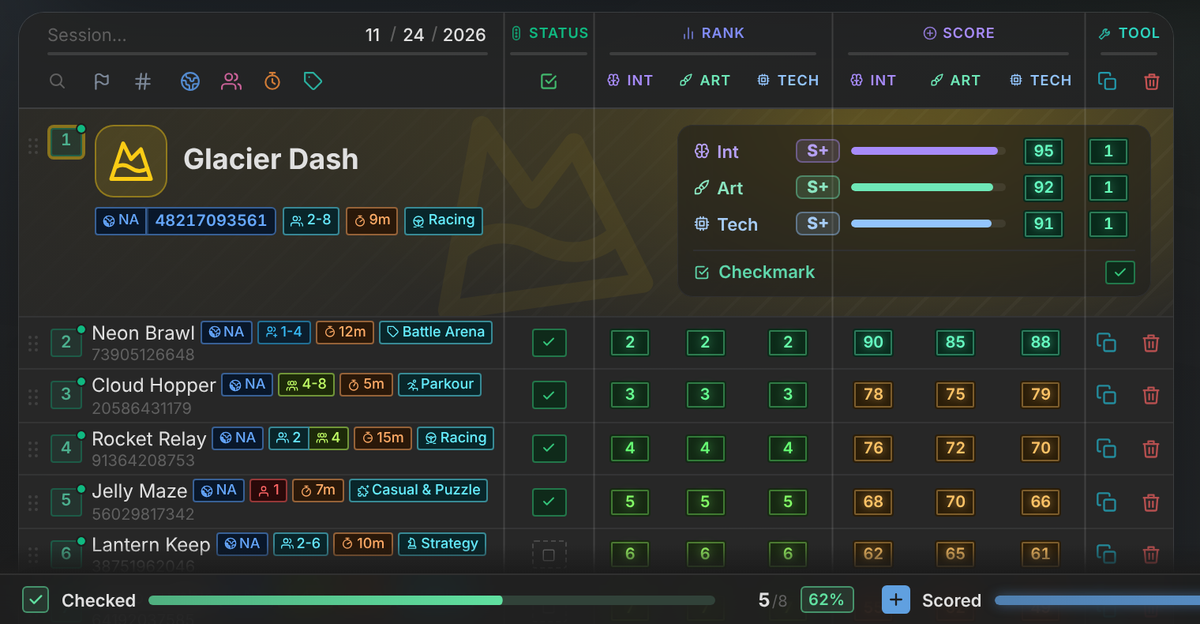 Session... 11 / 24 / 2026 STATUS RANK SCORE TOOL
INT ART TECH INT ART TECH
1 Glacier Dash
NA 48217093561 2-8 9m Racing
Int S+ 95 1
Art S+ 92 1
Tech S+ 91 1
Checkmark
2 Neon Brawl NA 1-4 12m Battle Arena 2 2 2 90 85 88
73905126648
3 Cloud Hopper NA 4-8 5m Parkour 3 3 3 78 75 79
20586431179
4 Rocket Relay NA 2 4 15m Racing 4 4 4 76 72 70
91364208753
5 Jelly Maze NA 1 7m Casual & Puzzle 5 5 5 68 70 66
56029817342
6 Lantern Keep NA 2-6 10m Strategy 6 6 6 62 65 61
38751962046
Checked 5/8 62% Scored